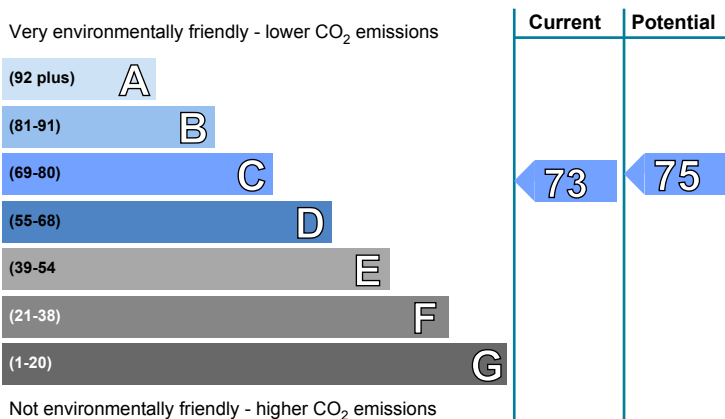 Current Potential
Very environmentally friendly - lower CO2 emissions
(92 plus) A
(81-91) B
(69-80) C 73 75
(55-68) D
(39-54 E
(21-38) F
(1-20) G
Not environmentally friendly - higher CO2 emissions